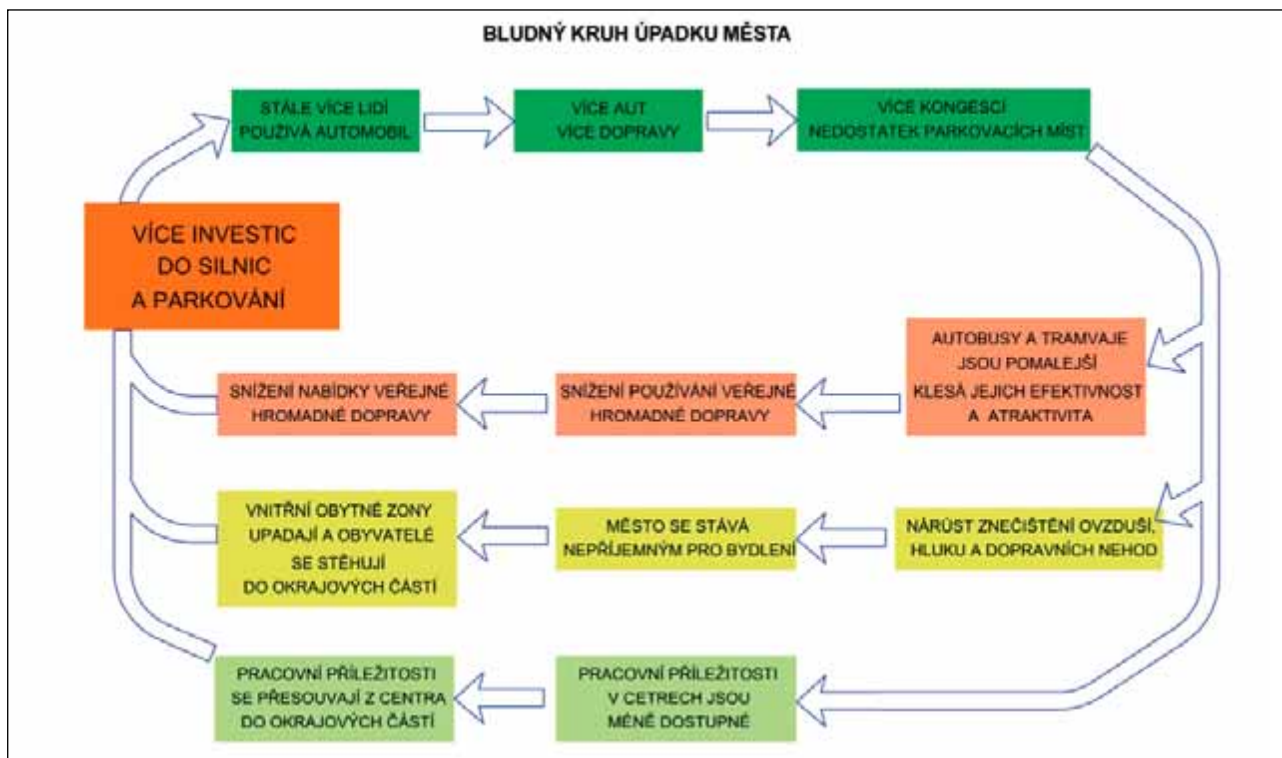 BLUDNÝ KRUH ÚPADKU MĚSTA
STÁLE VÍCE LIDÍ
POUŽÍVÁ AUTOMOBIL
VÍCE AUT
VÍCE DOPRAVY
VÍCE KONGESCÍ
NEDOSTATEK PARKOVACÍCH MÍST
VÍCE INVESTIC
DO SILNIC
A PARKOVÁNÍ
AUTOBUSY A TRAMVAJE
JSOU POMALEJŠÍ
KLESÁ JEJICH EFEKTIVNOST
A ATRAKTIVITA
SNÍŽENÍ POUŽÍVÁNÍ VEŘEJNÉ
HROMADNÉ DOPRAVY
SNÍŽENÍ NABÍDKY VEŘEJNÉ
HROMADNÉ DOPRAVY
NÁRŮST ZNEČIŠTĚNÍ OVZDUŠÍ,
HLUKU A DOPRAVNÍCH NEHOD
MĚSTO SE STÁVÁ
NEPŘÍJEMNÝM PRO BYDLENÍ
VNITŘNÍ OBYTNÉ ZONY
UPADAJÍ A OBYVATELÉ
SE STĚHUJÍ
DO OKRAJOVÝCH ČÁSTÍ
PRACOVNÍ PŘÍLEŽITOSTI
V CETRECH JSOU
MÉNĚ DOSTUPNÉ
PRACOVNÍ PŘÍLEŽITOSTI
SE PŘESOUVAJÍ Z CENTRA
DO OKRAJOVÝCH ČÁSTÍ